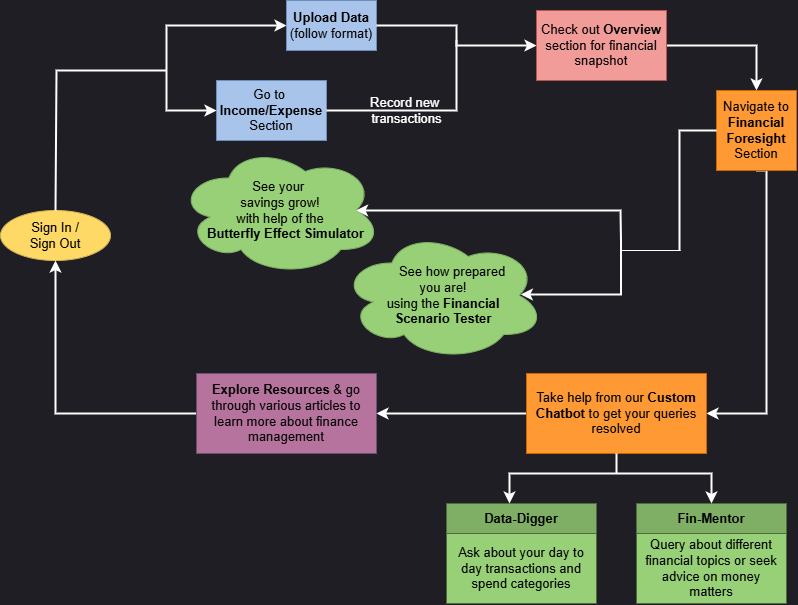 Upload Data
(follow format)
Check out Overview
section for financial
snapshot
Go to
Income/Expense
Section
Record new
transactions
Navigate to
Financial
Foresight
Section
See your
savings grow!
with help of the
Butterfly Effect Simulator
Sign In /
Sign Out
See how prepared
you are!
using the Financial
Scenario Tester
Explore Resources & go
through various articles to
learn more about finance
management
Take help from our Custom
Chatbot to get your queries
resolved
Data-Digger
Ask about your day to
day transactions and
spend categories
Fin-Mentor
Query about different
financial topics or seek
advice on money
matters